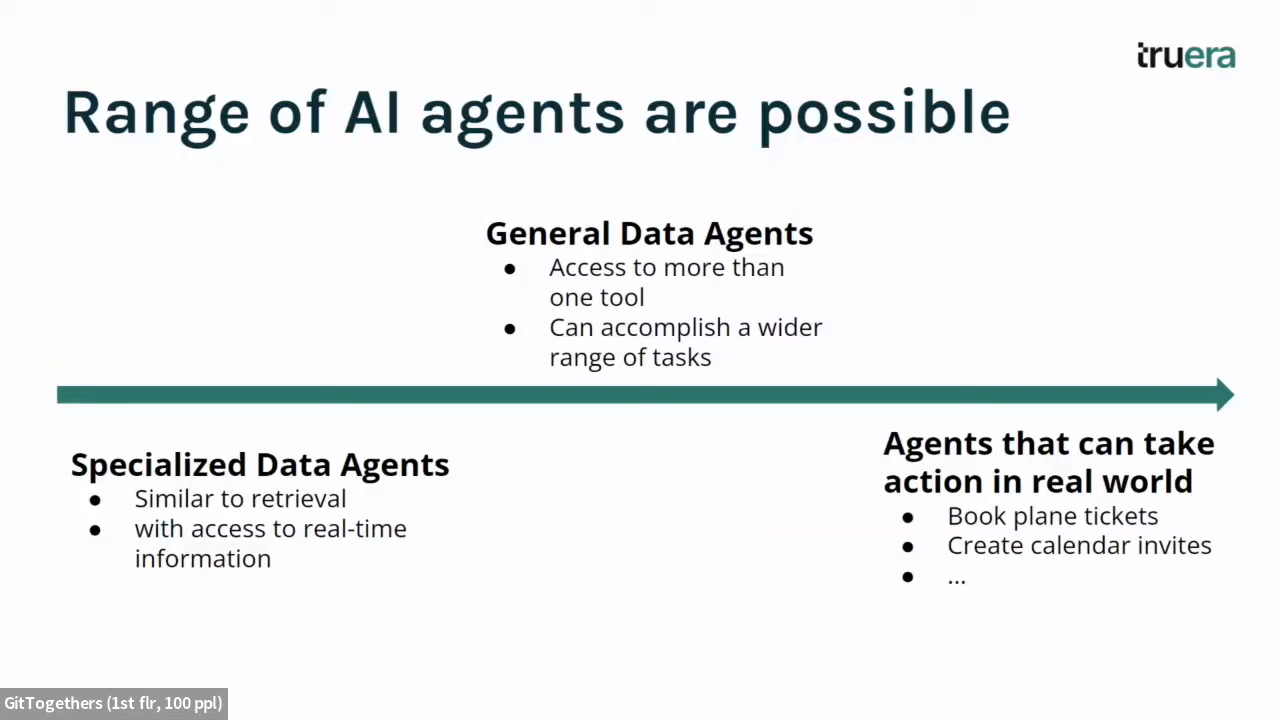 truera
Range of AI agents are possible
General Data Agents
● Access to more than
one tool
● Can accomplish a wider
range of tasks
Specialized Data Agents
● Similar to retrieval
● with access to real-time
information
Agents that can take
action in real world
● Book plane tickets
● Create calendar invites
● ...
GitTogethers (1st flr, 100 ppl)